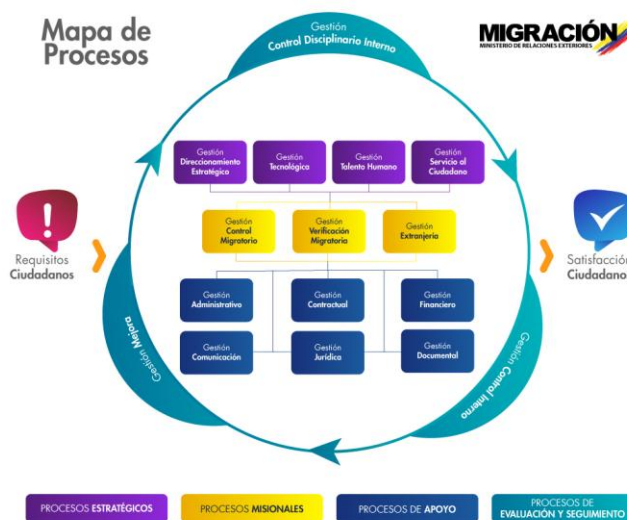 Mapa de
Procesos
Gestión
Control Disciplinario Interno
MIGRACIÓN
MINISTERIO DE RELACIONES EXTERIORES
Gestión
Direccionamiento
Estratégico
Gestión
Tecnológica
Gestión
Talento Humano
Gestión
Servicio al
Ciudadano
Gestión
Control
Migratorio
Gestión
Verificación
Migratoria
Gestión
Extranjería
Requisitos
Ciudadanos
Satisfacción
Ciudadano
Gestión
Administrativo
Gestión
Contractual
Gestión
Financiero
Gestión
Comunicación
Gestión
Jurídica
Gestión
Documental
Gestión Mejora
Gestión Control Interno
PROCESOS ESTRATÉGICOS
PROCESOS MISIONALES
PROCESOS DE APOYO
PROCESOS DE
EVALUACIÓN Y SEGUIMIENTO